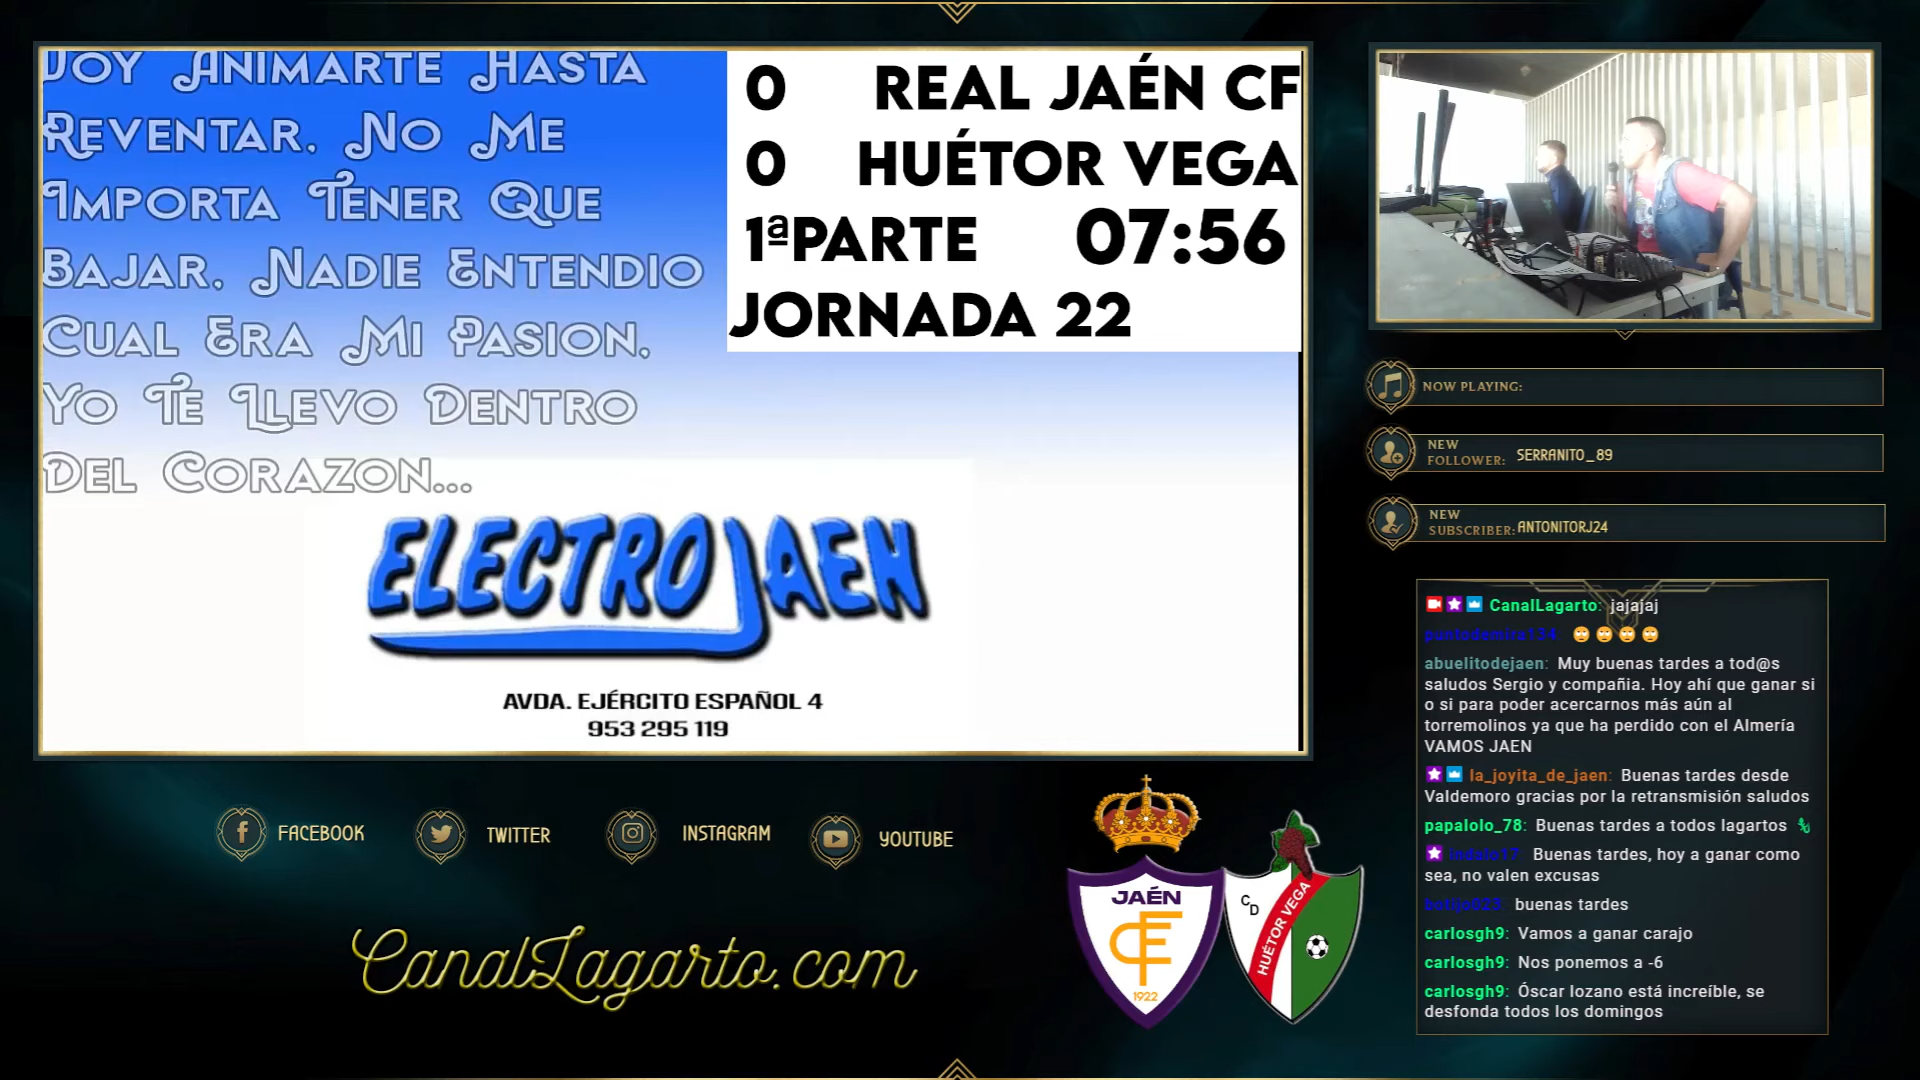 Voy Animarte Hasta
Reventar. No Me
Importa Tener Que
Bajar. Nadie Entendio
Cual Era Mi Pasion.
Yo Te Llevo Dentro
Del Corazon...
0 REAL JAÉN CF
0 HUÉTOR VEGA
1ªPARTE 07:56
JORNADA 22
ELECTROJAEN
AVDA. EJÉRCITO ESPAÑOL 4
953 295 119
FACEBOOK
TWITTER
INSTAGRAM
YOUTUBE
CanalLagarto.com
JAÉN
CF
1922
CD
HUÉTOR VEGA
NOW PLAYING:
NEW
FOLLOWER: SERRANITO_89
NEW
SUBSCRIBER: ANTONITORJ24
CanalLagarto: jajajaj
puntodemira134: 🙄 🙄 🙄 🙄
abuelitodejaen: Muy buenas tardes a tod@s
saludos Sergio y compañia. Hoy ahí que ganar si
o si para poder acercarnos más aún al
torremolinos ya que ha perdido con el Almería
VAMOS JAEN
la_joyita_de_jaen: Buenas tardes desde
Valdemoro gracias por la retransmisión saludos
papalolo_78: Buenas tardes a todos lagartos
indalo17: Buenas tardes, hoy a ganar como
sea, no valen excusas
botijo623: buenas tardes
carlosgh9: Vamos a ganar carajo
carlosgh9: Nos ponemos a -6
carlosgh9: Óscar lozano está increíble, se
desfonda todos los domingos